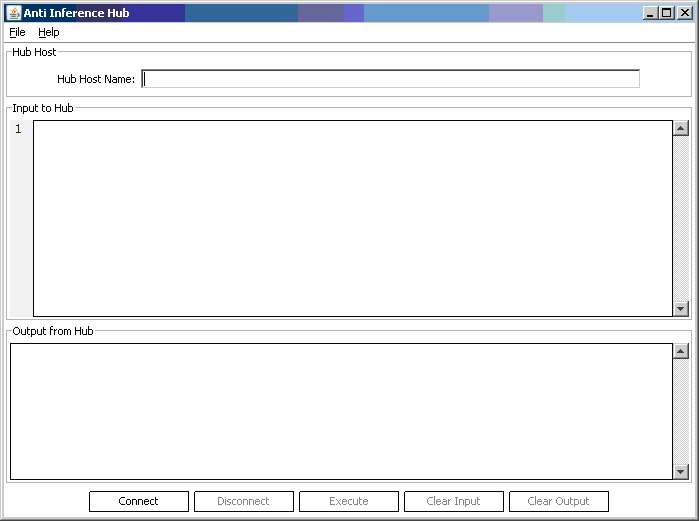 Anti Inference Hub
File Help
Hub Host
Hub Host Name:
Input to Hub
1
Output from Hub
Connect Disconnect Execute Clear Input Clear Output